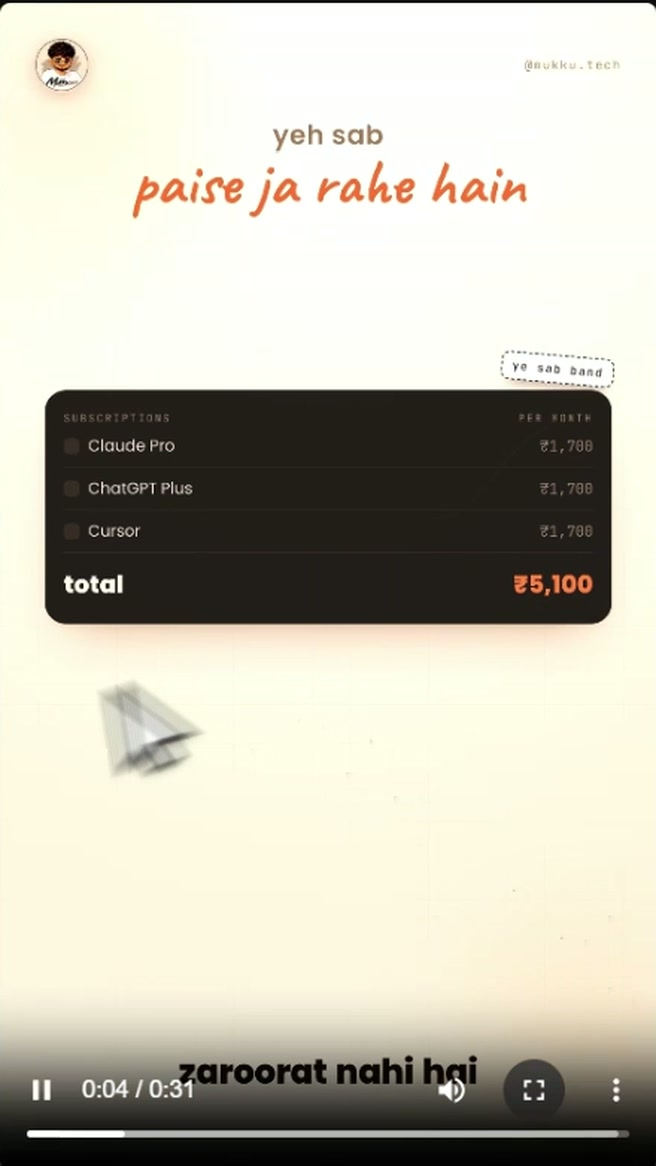 @mukku.tech
yeh sab
paise ja rahe hain
ye sab band
SUBSCRIPTIONS PER MONTH
Claude Pro ₹1,700
ChatGPT Plus ₹1,700
Cursor ₹1,700
total ₹5,100
zaroorat nahi hai
0:04 / 0:31